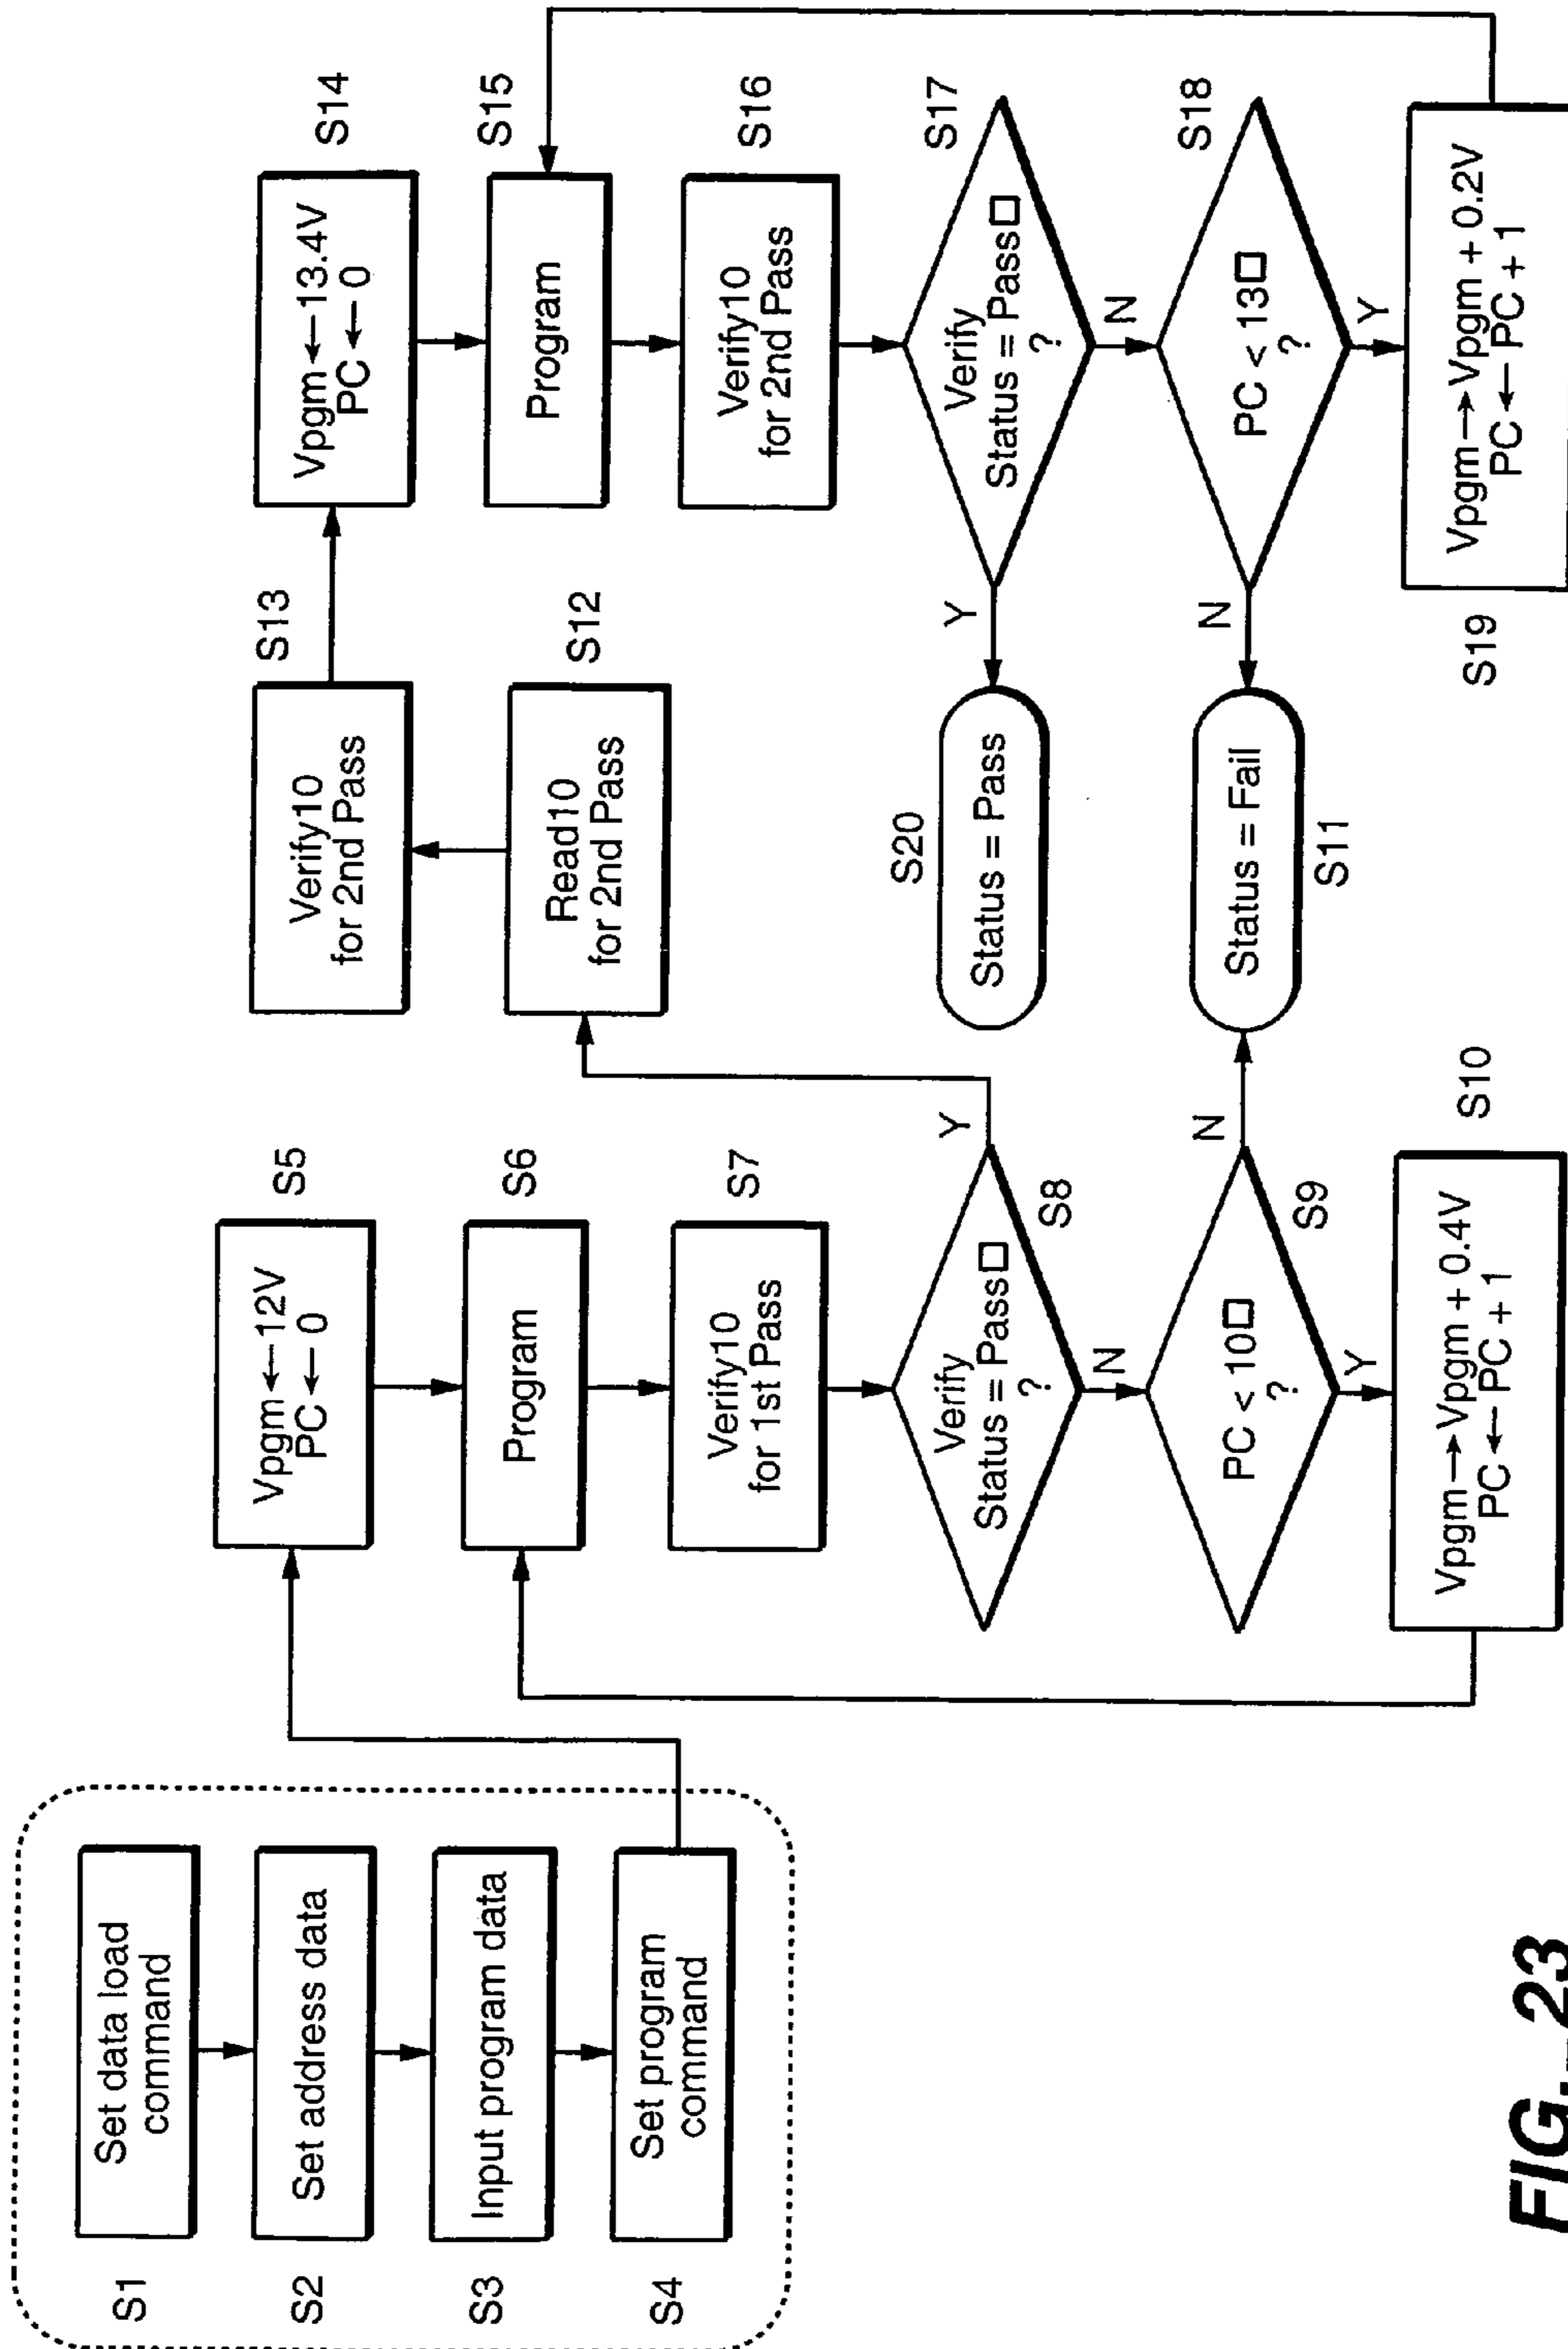 S1
Set data load
command
S2
Set address data
S3
Input program data
S4
Set program
command
Vpgm ← 12V
PC ← 0
S5
Program
S6
Verify10
for 1st Pass
S7
Verify
Status = Pass□
?
S8
Y
N
PC < 10□
?
S9
N
Y
Vpgm → Vpgm + 0.4V
PC ← PC + 1
S10
Status = Fail
S11
Read10
for 2nd Pass
S12
Verify10
for 2nd Pass
S13
Vpgm ← 13.4V
PC ← 0
S14
Program
S15
Verify10
for 2nd Pass
S16
Verify
Status = Pass□
?
S17
Y
N
PC < 13□
?
S18
N
Y
Vpgm → Vpgm + 0.2V
PC ← PC + 1
S19
Status = Pass
S20
FIG._23